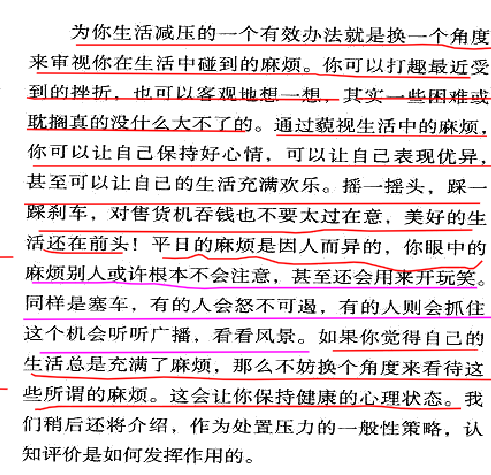 为你生活减压的一个有效办法就是换一个角度
来审视你在生活中碰到的麻烦。你可以打趣最近受
到的挫折，也可以客观地想一想，其实一些困难或
耽搁真的没什么大不了的。通过藐视生活中的麻烦，
你可以让自己保持好心情，可以让自己表现优异，
甚至可以让自己的生活充满欢乐。摇一摇头，踩一
踩刹车，对售货机吞钱也不要太过在意，美好的生
活还在前头！平日的麻烦是因人而异的，你眼中的
麻烦别人或许根本不会注意，甚至还会用来开玩笑。
同样是塞车，有的人会怒不可遏，有的人则会抓住
这个机会听听广播，看看风景。如果你觉得自己的
生活总是充满了麻烦，那么不妨换个角度来看待这
些所谓的麻烦。这会让你保持健康的心理状态。我
们稍后还将介绍，作为处置压力的一般性策略，认
知评价是如何发挥作用的。